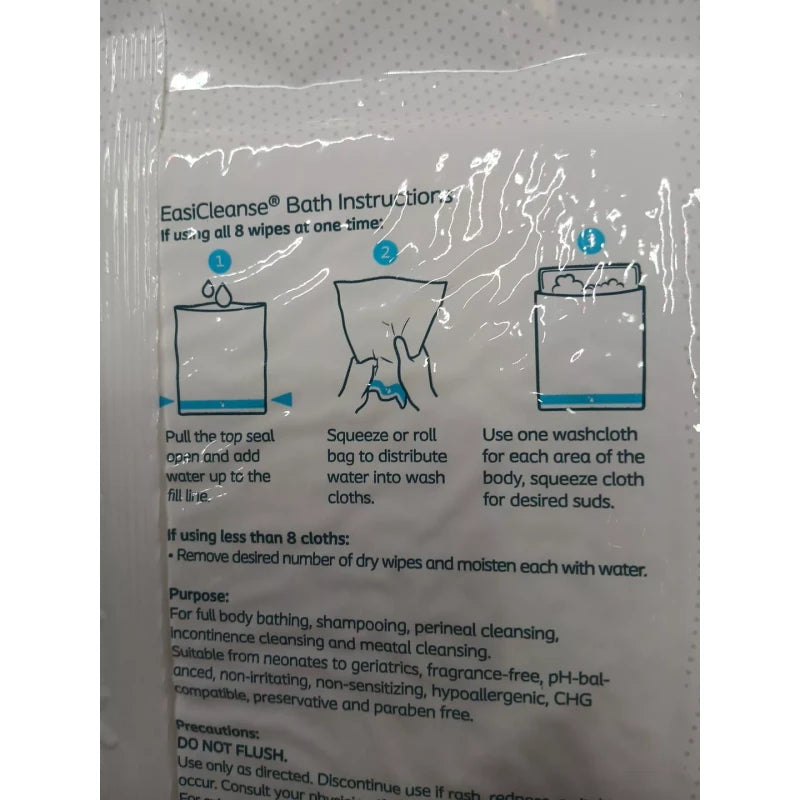 EasiCleanse® Bath Instructions
If using all 8 wipes at one time:
1
2
3
Pull the top seal
open and add
water up to the
fill line.
Squeeze or roll
bag to distribute
water into wash
cloths.
Use one washcloth
for each area of the
body, squeeze cloth
for desired suds.
If using less than 8 cloths:
• Remove desired number of dry wipes and moisten each with water.
Purpose:
For full body bathing, shampooing, perineal cleansing,
incontinence cleansing and meatal cleansing.
Suitable from neonates to geriatrics, fragrance-free, pH-bal-
anced, non-irritating, non-sensitizing, hypoallergenic, CHG
compatible, preservative and paraben free.
Precautions:
DO NOT FLUSH.
Use only as directed. Discontinue use if rash, redness
occur. Consult your